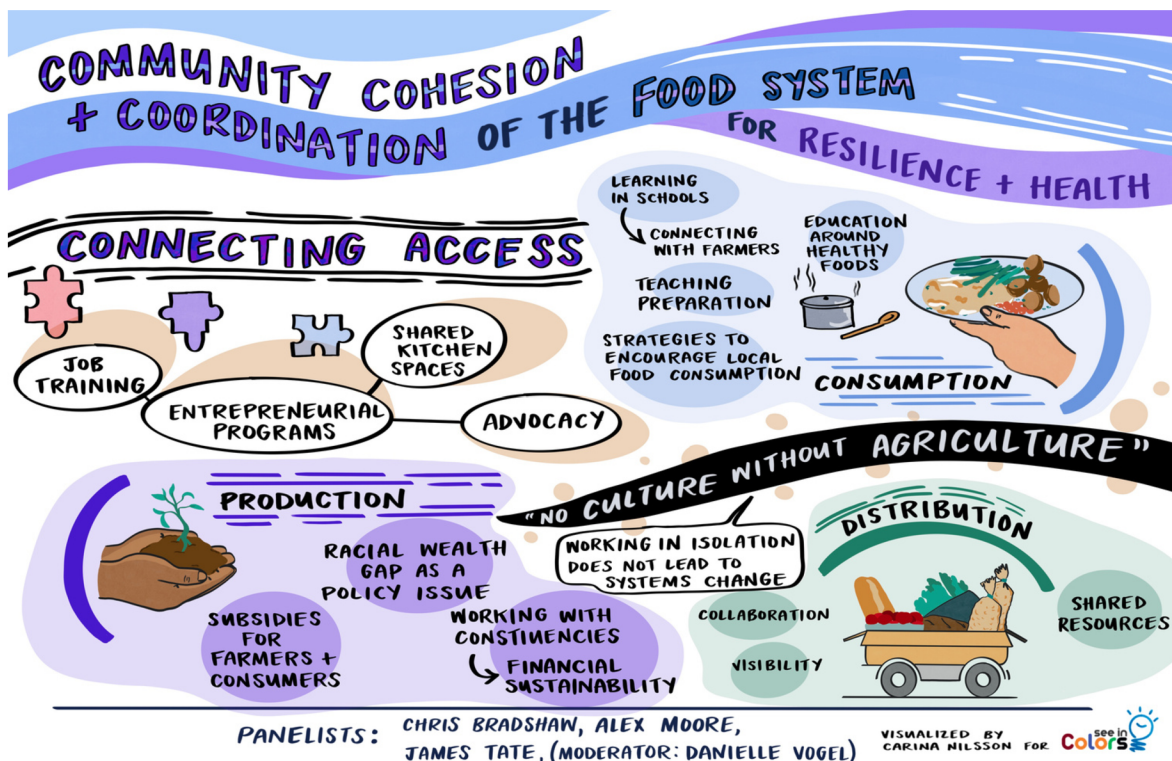 COMMUNITY COHESION
+ COORDINATION OF THE FOOD SYSTEM
FOR RESILIENCE + HEALTH
CONNECTING ACCESS
JOB
TRAINING
ENTREPRENEURIAL
PROGRAMS
SHARED
KITCHEN
SPACES
ADVOCACY
LEARNING
IN SCHOOLS
CONNECTING
WITH FARMERS
TEACHING
PREPARATION
STRATEGIES TO
ENCOURAGE LOCAL
FOOD CONSUMPTION
EDUCATION
AROUND
HEALTHY
FOODS
CONSUMPTION
"NO CULTURE WITHOUT AGRICULTURE"
WORKING IN ISOLATION
DOES NOT LEAD TO
SYSTEMS CHANGE
PRODUCTION
RACIAL WEALTH
GAP AS A
POLICY ISSUE
SUBSIDIES
FOR
FARMERS +
CONSUMERS
WORKING WITH
CONSTIUENCIES
FINANCIAL
SUSTAINABILITY
DISTRIBUTION
COLLABORATION
VISIBILITY
SHARED
RESOURCES
PANELISTS: CHRIS BRADSHAW, ALEX MOORE,
JAMES TATE, (MODERATOR: DANIELLE VOGEL)
VISUALIZED BY
CARINA NILSSON FOR
see in
Colors